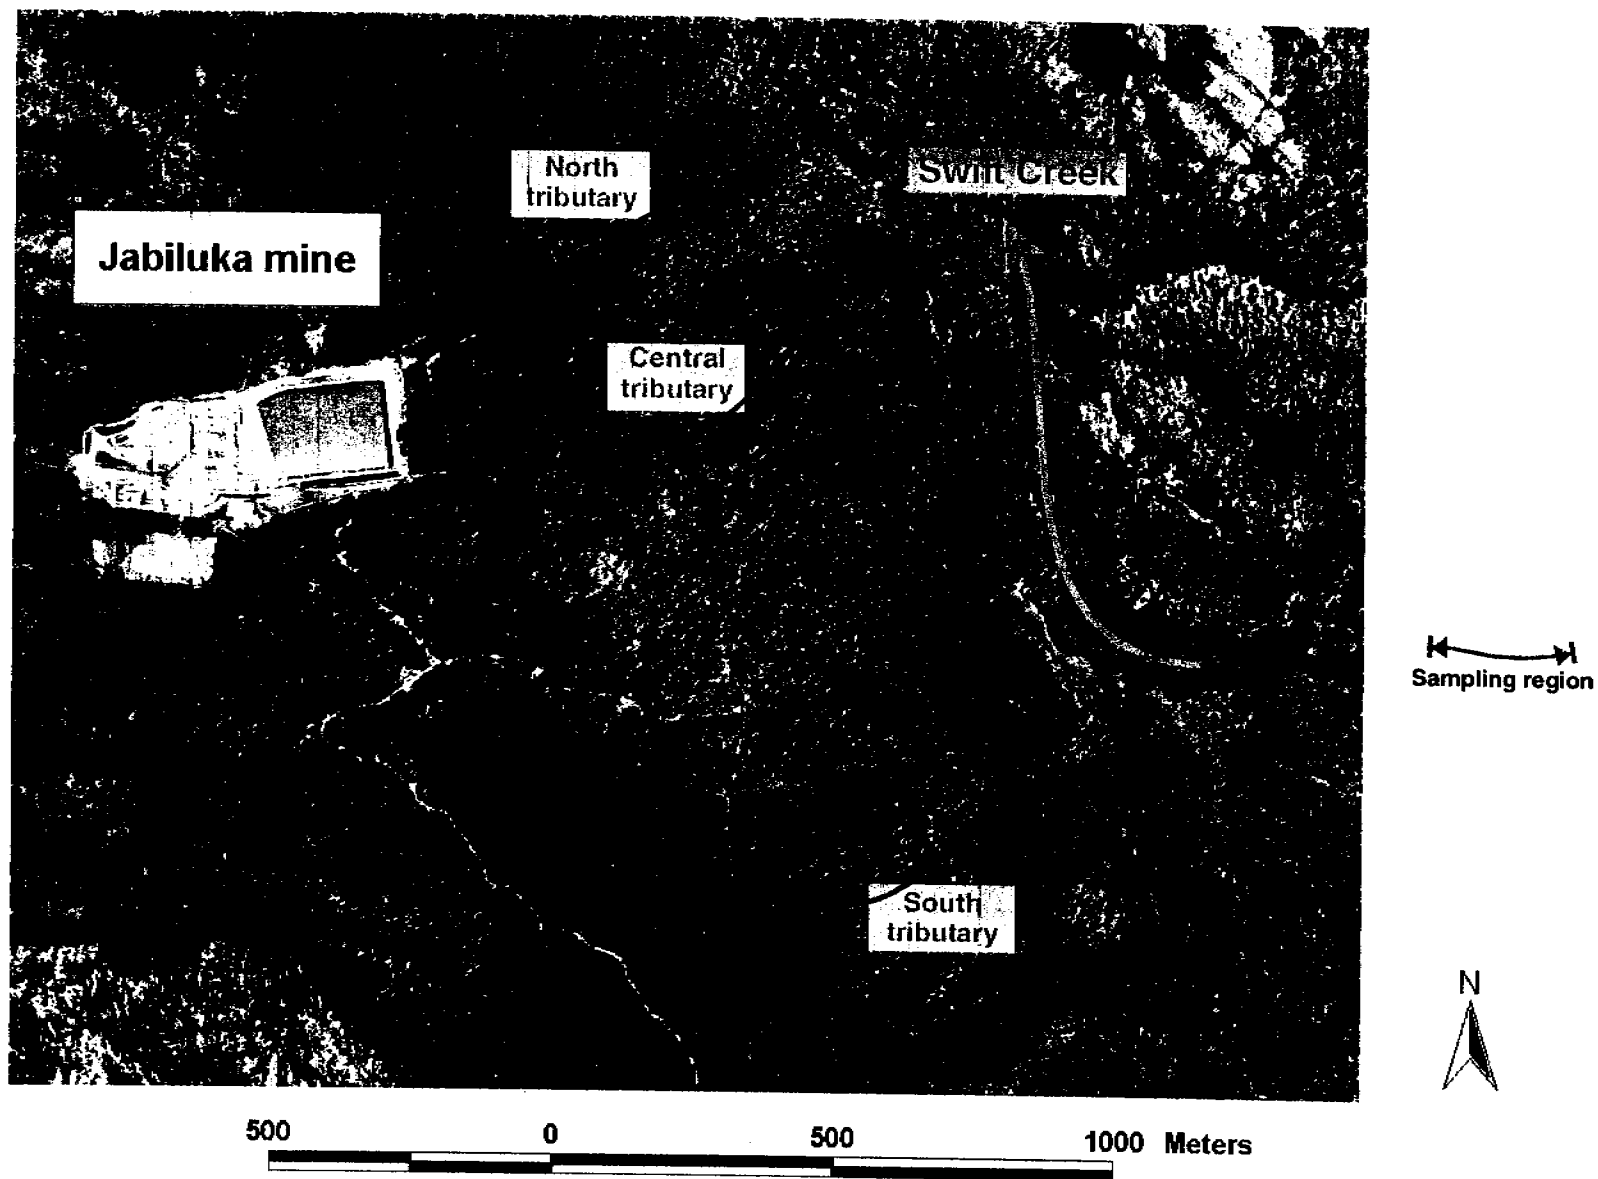 North
tributary
Swift Creek
Jabiluka mine
Central
tributary
Sampling region
South
tributary
N
500 0 500 1000 Meters